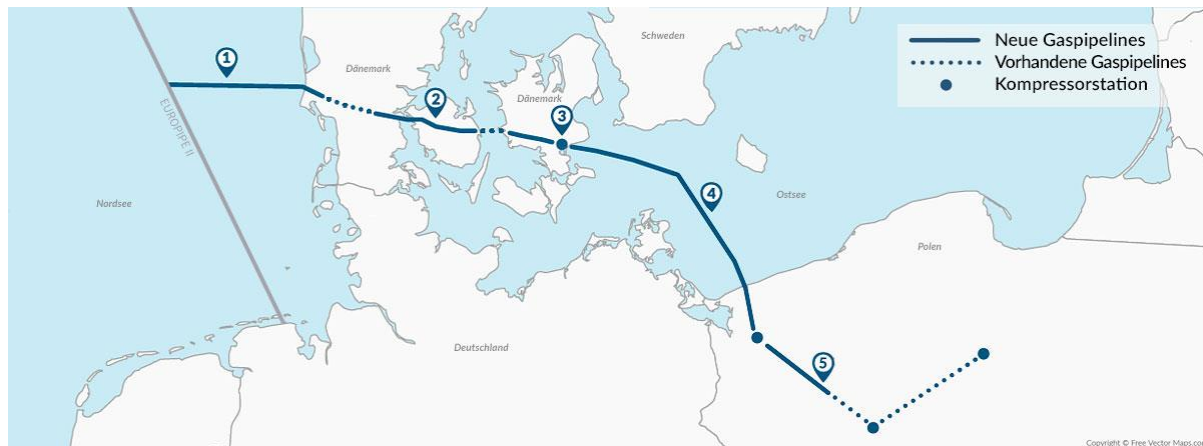 Neue Gaspipelines
Vorhandene Gaspipelines
Kompressorstation
Schweden
Dänemark
Dänemark
1
2
3
4
5
EUROPIPE II
Nordsee
Ostsee
Polen
Deutschland
Copyright © Free Vector Maps.com